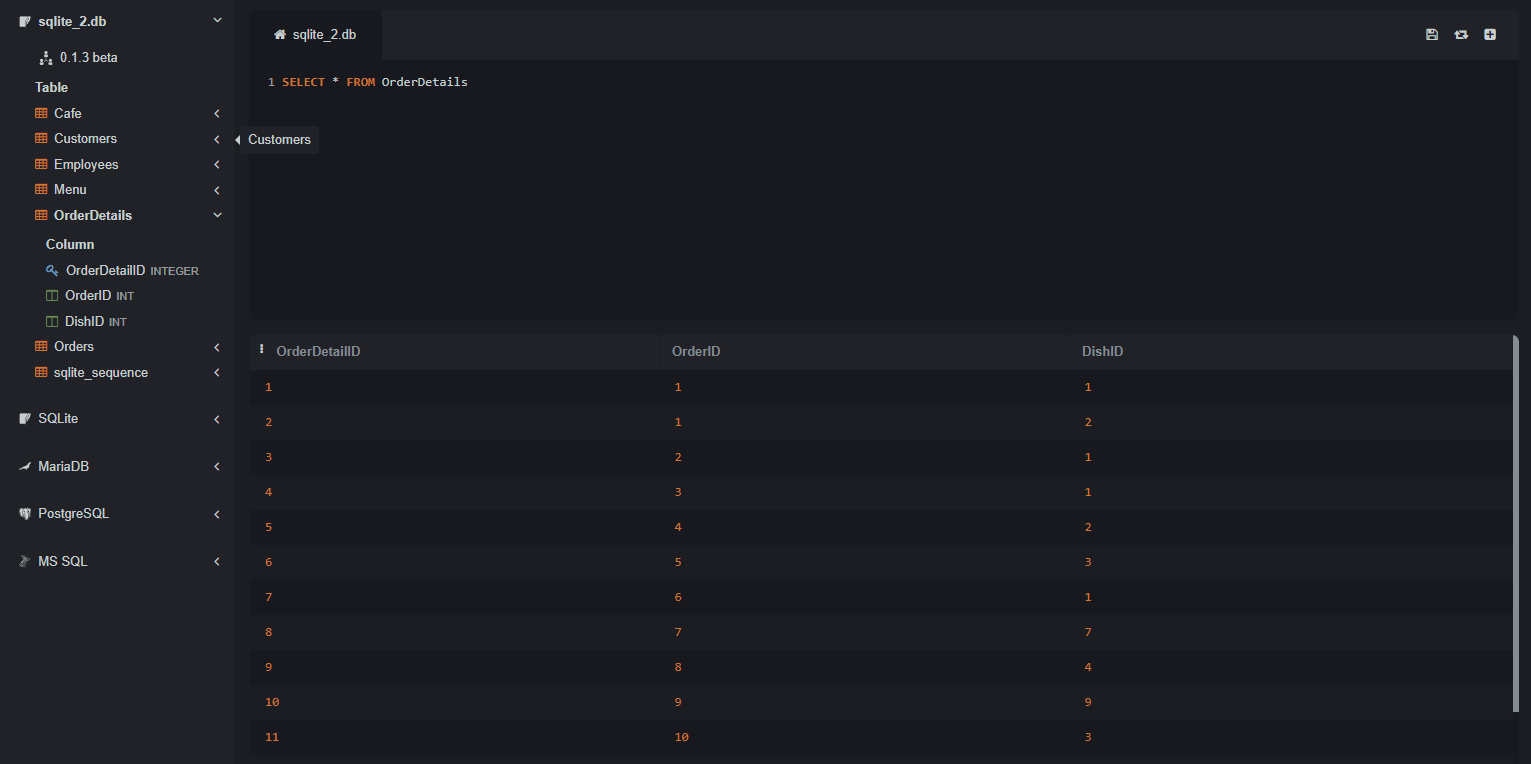 sqlite_2.db
0.1.3 beta
Table
Cafe
Customers
Employees
Menu
OrderDetails
Column
OrderDetailID INTEGER
OrderID INT
DishID INT
Orders
sqlite_sequence
SQLite
MariaDB
PostgreSQL
MS SQL
sqlite_2.db
1 SELECT * FROM OrderDetails
Customers
OrderDetailID OrderID DishID
1 1 1
2 1 2
3 2 1
4 3 1
5 4 2
6 5 3
7 6 1
8 7 7
9 8 4
10 9 9
11 10 3